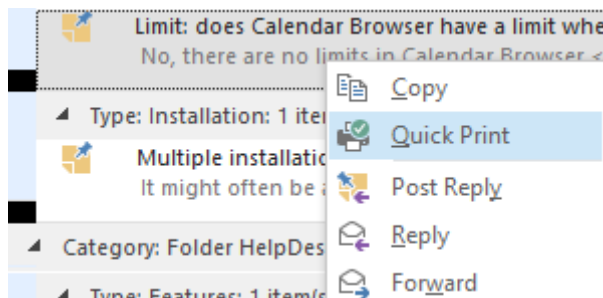 Limit: does Calendar Browser have a limit whe
No, there are no limits in Calendar Browser <
Copy
Type: Installation: 1 ite
Quick Print
Multiple installatio
It might often be a
Post Reply
Reply
Category: Folder HelpDes
Forward
Type: Features: 1 item(s